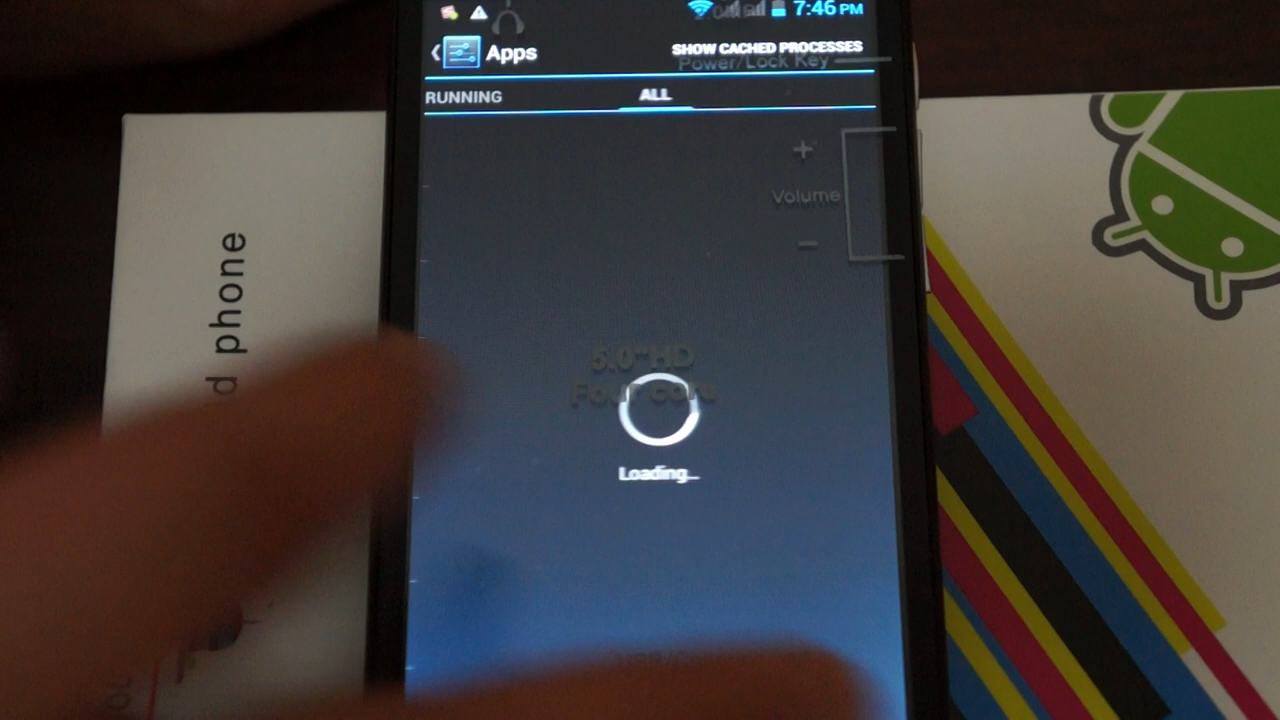 7:46 PM
Apps
SHOW CACHED PROCESSES
Power/Lock Key
RUNNING
ALL
+
Volume
−
d phone
5.0"HD
Four core
Loading...